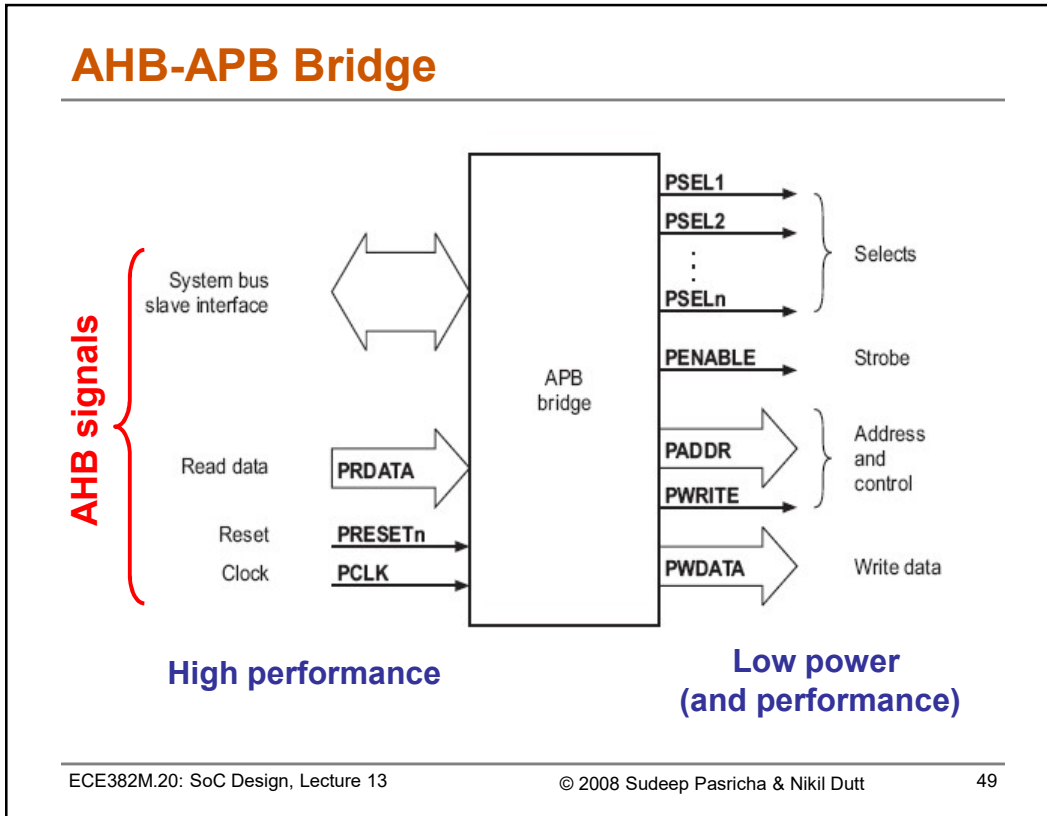 AHB-APB Bridge
AHB signals
System bus
slave interface
Read data
PRDATA
Reset
PRESETn
Clock
PCLK
APB
bridge
PSEL1
PSEL2
PSELn
Selects
PENABLE
Strobe
PADDR
PWRITE
Address
and
control
PWDATA
Write data
High performance
Low power
(and performance)
ECE382M.20: SoC Design, Lecture 13
© 2008 Sudeep Pasricha & Nikil Dutt
49